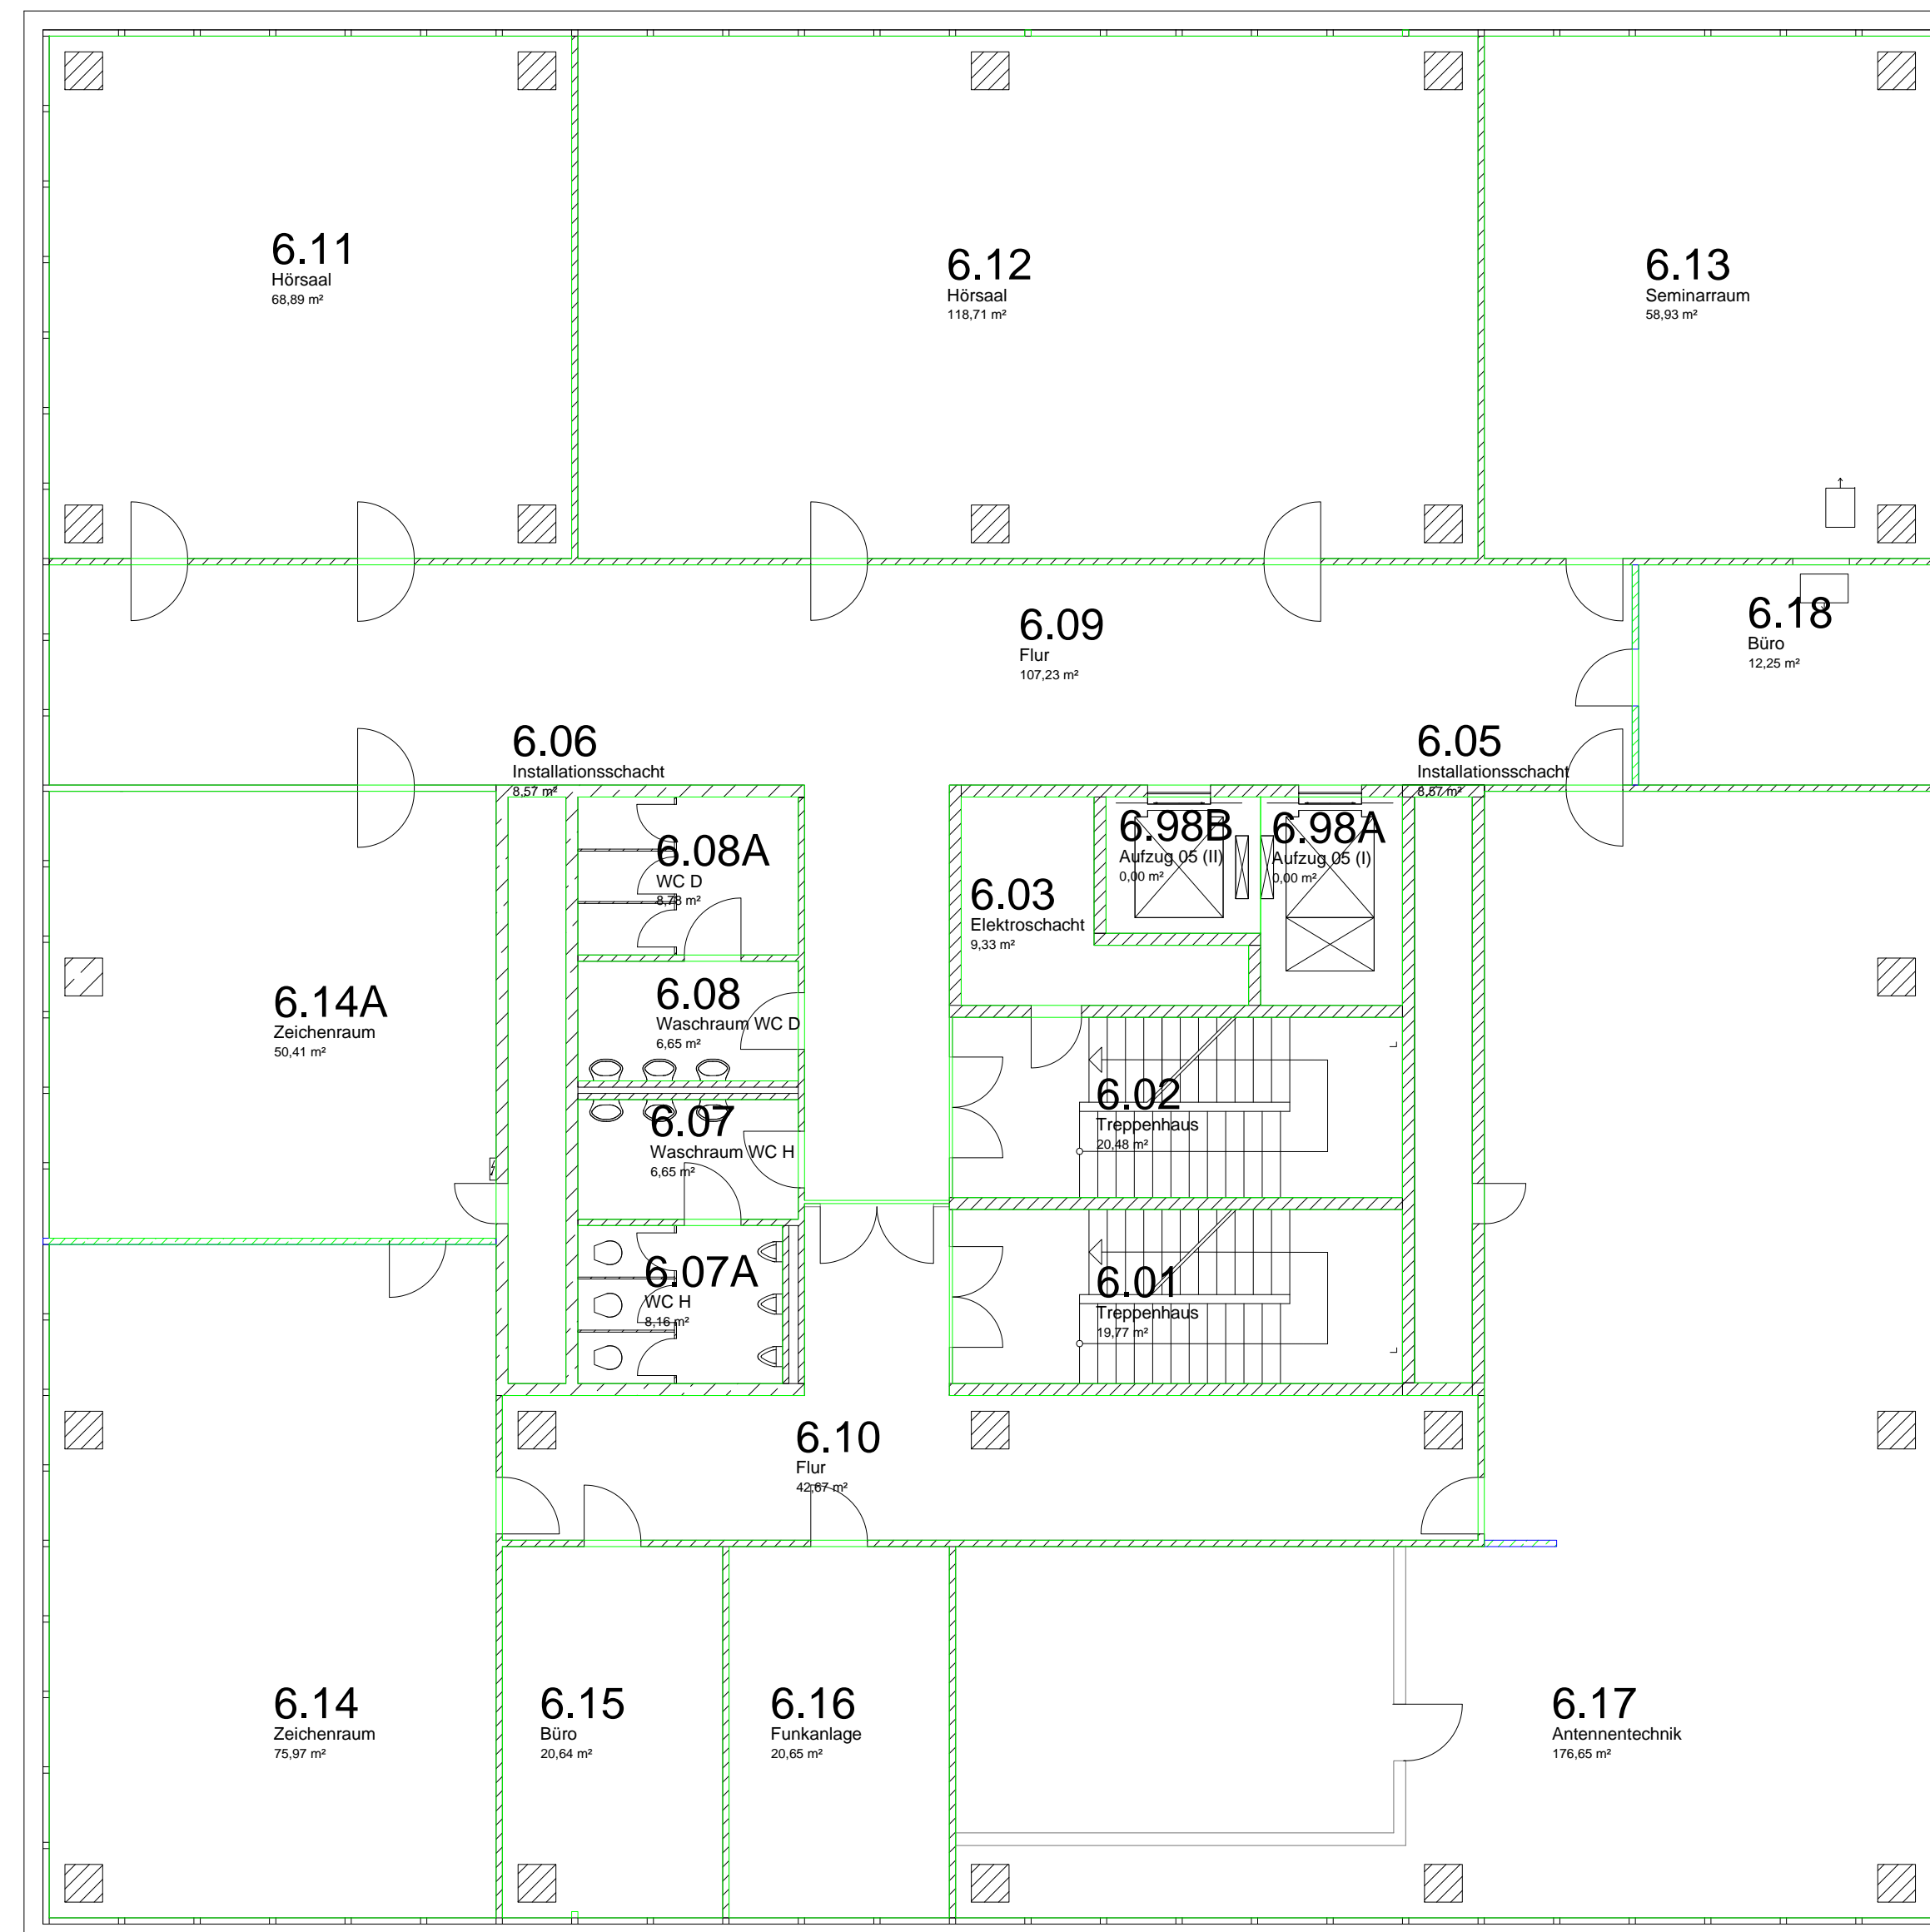 6.11
Hörsaal
68,89 m²
6.12
Hörsaal
118,71 m²
6.13
Seminarraum
58,93 m²
6.09
Flur
107,23 m²
6.18
Büro
12,25 m²
6.06
Installationsschacht
8,57 m²
6.05
Installationsschacht
8,57 m²
6.08A
WC D
8,78 m²
6.98B
Aufzug 05 (II)
0,00 m²
6.98A
Aufzug 05 (I)
0,00 m²
6.03
Elektroschacht
9,33 m²
6.14A
Zeichenraum
50,41 m²
6.08
Waschraum WC D
6,65 m²
6.07
Waschraum WC H
6,65 m²
6.02
Treppenhaus
20,48 m²
6.07A
WC H
8,16 m²
6.01
Treppenhaus
19,77 m²
6.10
Flur
42,67 m²
6.14
Zeichenraum
75,97 m²
6.15
Büro
20,64 m²
6.16
Funkanlage
20,65 m²
6.17
Antennentechnik
176,65 m²